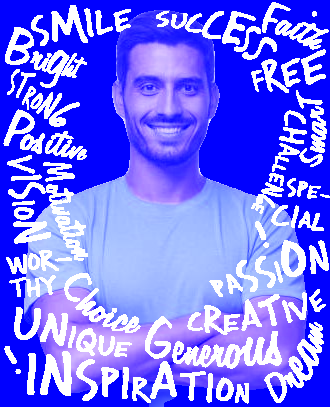 SMILE
SUCCESS
Faith
Bright
FREE
STRONG
Smart
Positive
CHALLENGE!
VISION
Motivation!
SPE-
CIAL
WOR-
THY
PASSION
Choice
CREATIVE
UNIQUE
Generous
Dream
!INSPIRATION